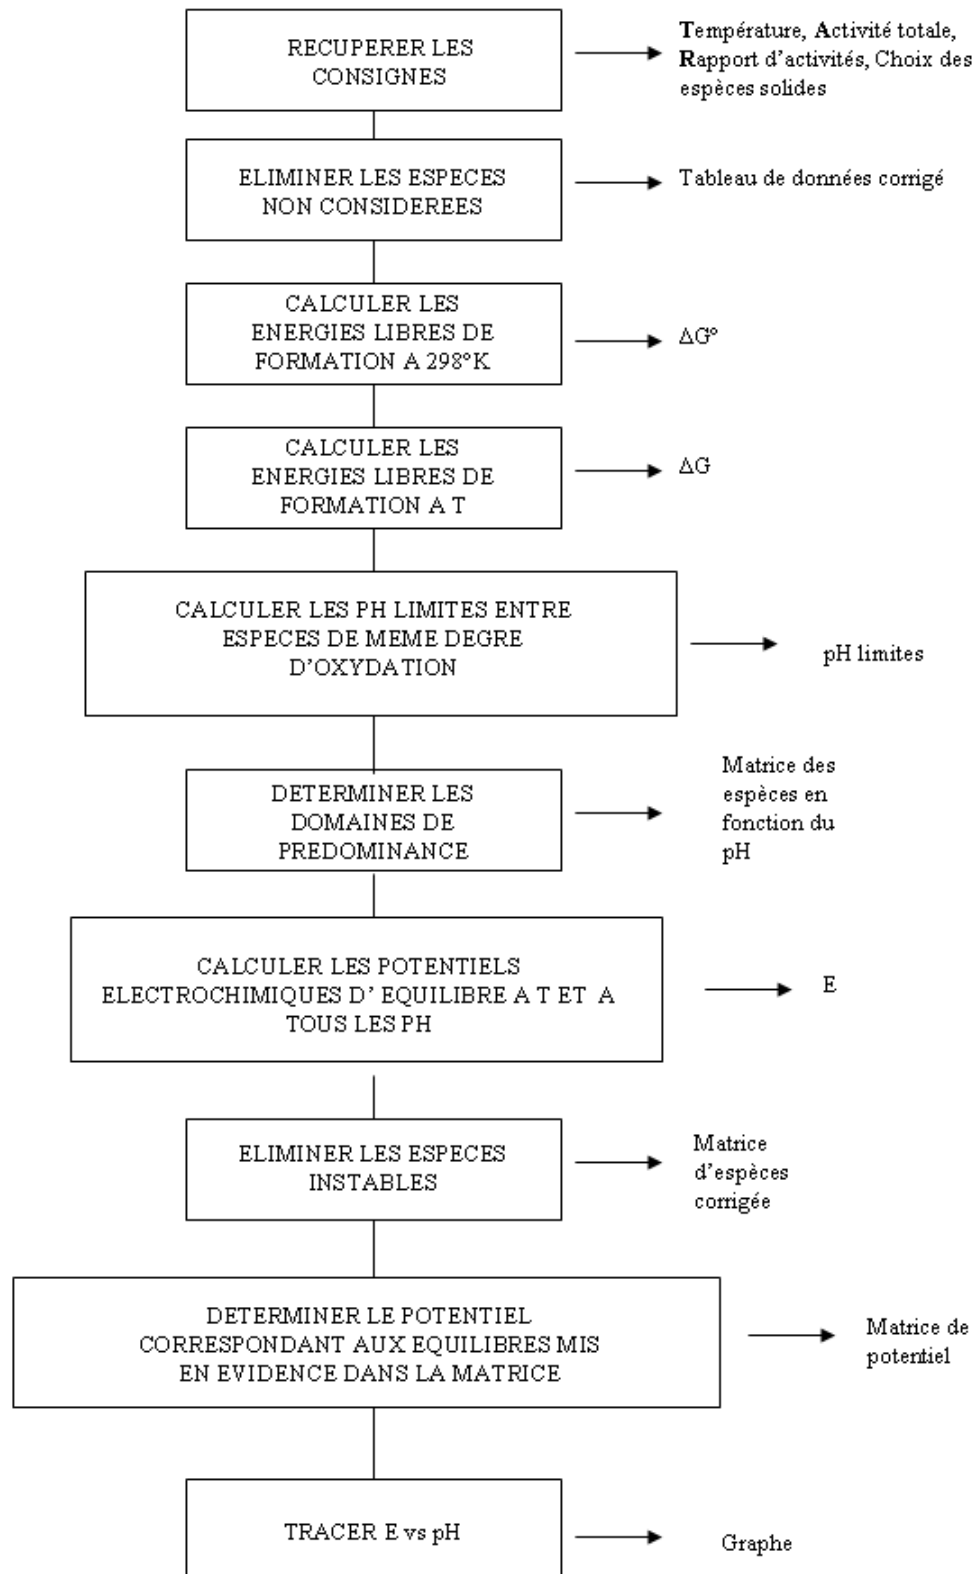 RECUPERER LES
CONSIGNES
Température, Activité totale,
Rapport d'activités, Choix des
espèces solides
ELIMINER LES ESPECES
NON CONSIDEREES
Tableau de données corrigé
CALCULER LES
ENERGIES LIBRES DE
FORMATION A 298°K
ΔG°
CALCULER LES
ENERGIES LIBRES DE
FORMATION A T
ΔG
CALCULER LES PH LIMITES ENTRE
ESPECES DE MEME DEGRE
D'OXYDATION
pH limites
DETERMINER LES
DOMAINES DE
PREDOMINANCE
Matrice des
espèces en
fonction du
pH
CALCULER LES POTENTIELS
ELECTROCHIMIQUES D' EQUILIBRE A T ET A
TOUS LES PH
E
ELIMINER LES ESPECES
INSTABLES
Matrice
d'espèces
corrigée
DETERMINER LE POTENTIEL
CORRESPONDANT AUX EQUILIBRES MIS
EN EVIDENCE DANS LA MATRICE
Matrice de
potentiel
TRACER E vs pH
Graphe